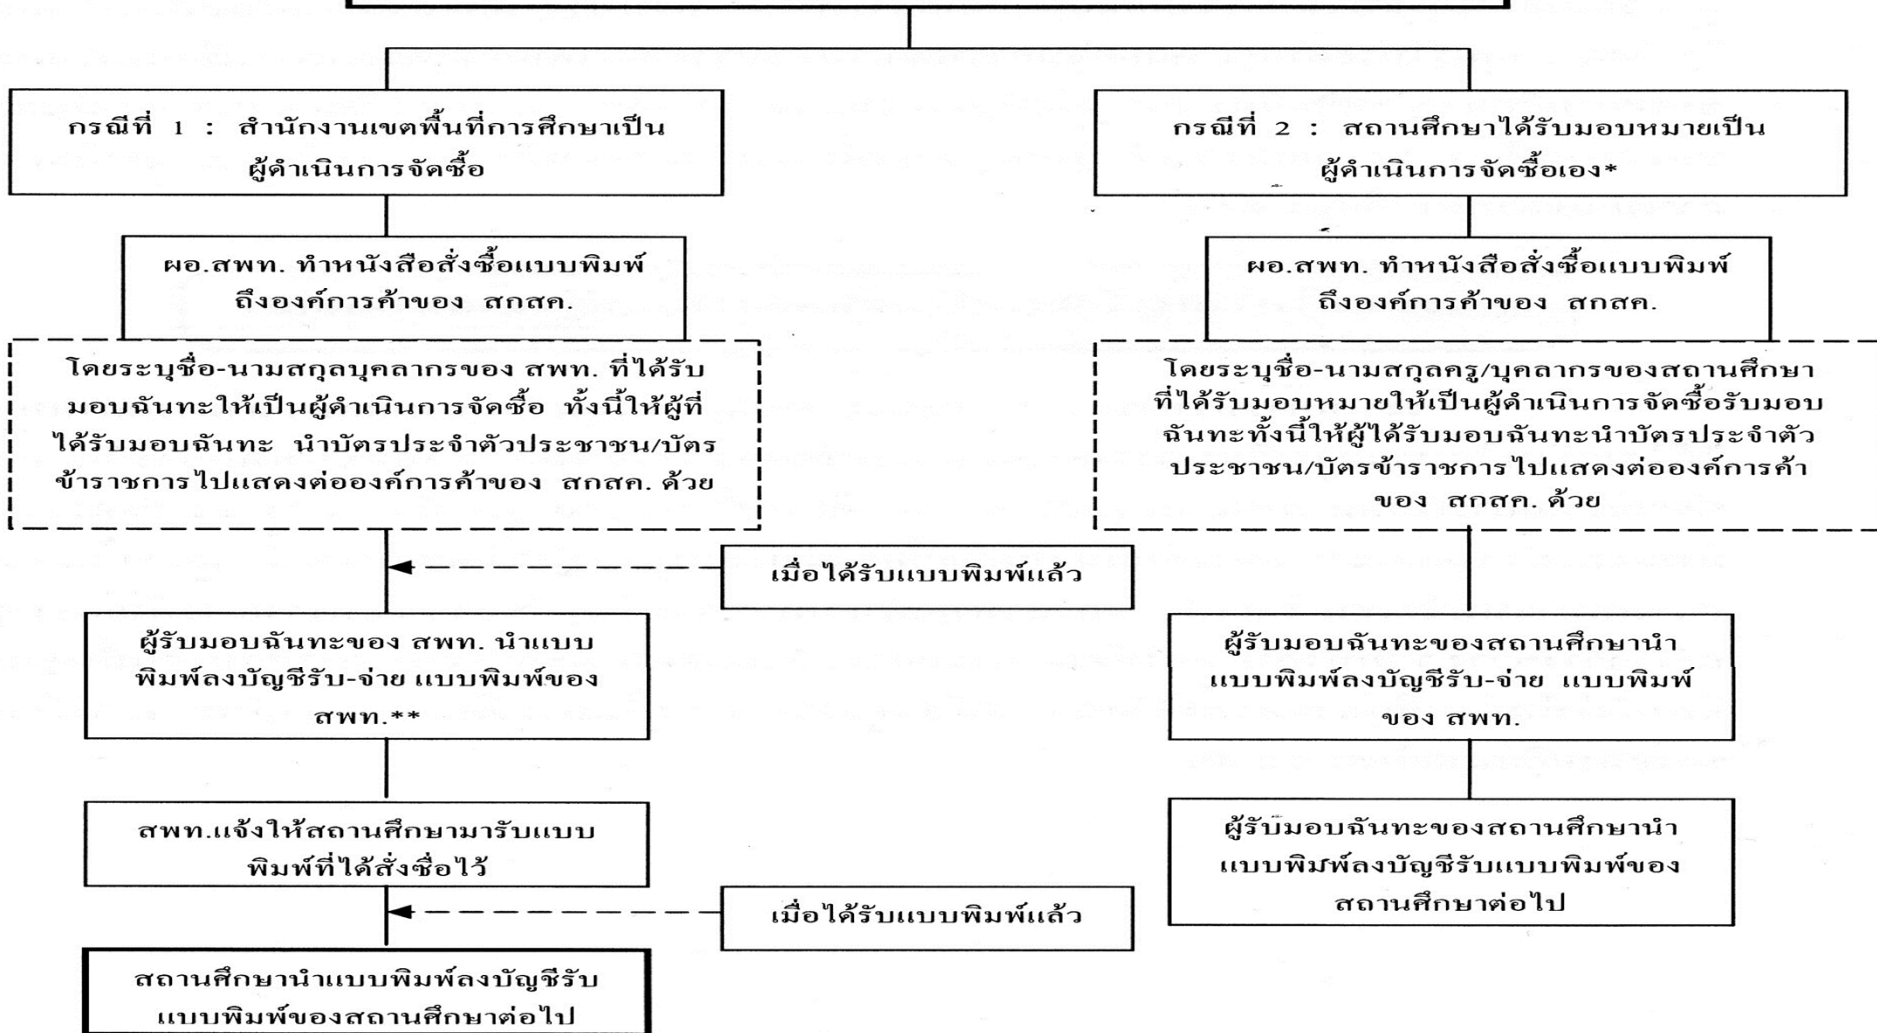 กรณีที่ 1 : สำนักงานเขตพื้นที่การศึกษาเป็น
ผู้ดำเนินการจัดซื้อ
ผอ.สพท. ทำหนังสือสั่งซื้อแบบพิมพ์
ถึงองค์การค้าของ สกสค.
โดยระบุชื่อ-นามสกุลบุคลากรของ สพท. ที่ได้รับ
มอบฉันทะให้เป็นผู้ดำเนินการจัดซื้อ ทั้งนี้ให้ผู้ที่
ได้รับมอบฉันทะ นำบัตรประจำตัวประชาชน/บัตร
ข้าราชการไปแสดงต่อองค์การค้าของ สกสค. ด้วย
เมื่อได้รับแบบพิมพ์แล้ว
ผู้รับมอบฉันทะของ สพท. นำแบบ
พิมพ์ลงบัญชีรับ-จ่าย แบบพิมพ์ของ
สพท.**
สพท.แจ้งให้สถานศึกษามารับแบบ
พิมพ์ที่ได้สั่งซื่อไว้
เมื่อได้รับแบบพิมพ์แล้ว
สถานศึกษานำแบบพิมพ์ลงบัญชีรับ
แบบพิมพ์ของสถานศึกษาต่อไป
กรณีที่ 2 : สถานศึกษาได้รับมอบหมายเป็น
ผู้ดำเนินการจัดซื้อเอง*
ผอ.สพท. ทำหนังสือสั่งซื้อแบบพิมพ์
ถึงองค์การค้าของ สกสค.
โดยระบุชื่อ-นามสกุลครู/บุคลากรของสถานศึกษา
ที่ได้รับมอบหมายให้เป็นผู้ดำเนินการจัดซื้อรับมอบ
ฉันทะทั้งนี้ให้ผู้ได้รับมอบฉันทะนำบัตรประจำตัว
ประชาชน/บัตรข้าราชการไปแสดงต่อองค์การค้า
ของ สกสค. ด้วย
ผู้รับมอบฉันทะของสถานศึกษานำ
แบบพิมพ์ลงบัญชีรับ-จ่าย แบบพิมพ์
ของ สพท.
ผู้รับมอบฉันทะของสถานศึกษานำ
แบบพิมพ์ลงบัญชีรับแบบพิมพ์ของ
สถานศึกษาต่อไป